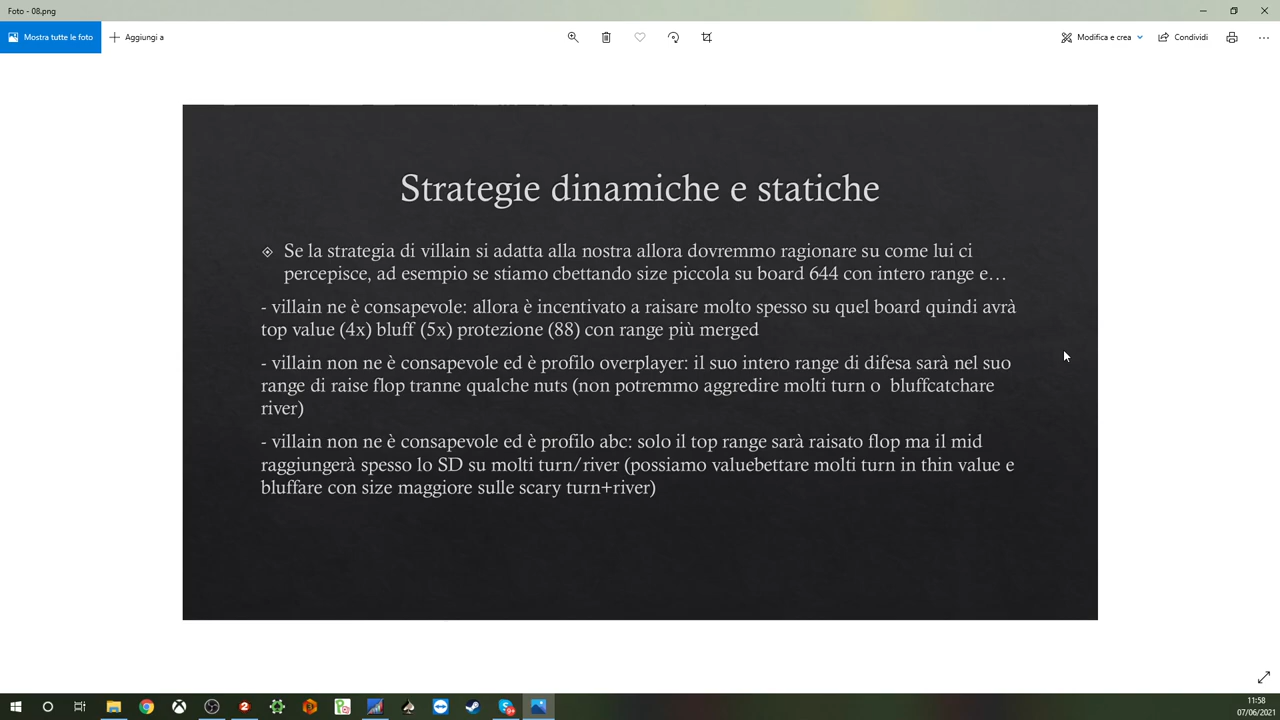 Foto - 08.png
Mostra tutte le foto
Aggiungi a
Modifica e crea
Condividi
Strategie dinamiche e statiche
Se la strategia di villain si adatta alla nostra allora dovremmo ragionare su come lui ci
percepisce, ad esempio se stiamo cbettando size piccola su board 644 con intero range e…
- villain ne è consapevole: allora è incentivato a raisare molto spesso su quel board quindi avrà
top value (4x) bluff (5x) protezione (88) con range più merged
- villain non ne è consapevole ed è profilo overplayer: il suo intero range di difesa sarà nel suo
range di raise flop tranne qualche nuts (non potremmo aggredire molti turn o  bluffcatchare
river)
- villain non ne è consapevole ed è profilo abc: solo il top range sarà raisato flop ma il mid
raggiungerà spesso lo SD su molti turn/river (possiamo valuebettare molti turn in thin value e
bluffare con size maggiore sulle scary turn+river)
11:58
07/06/2021